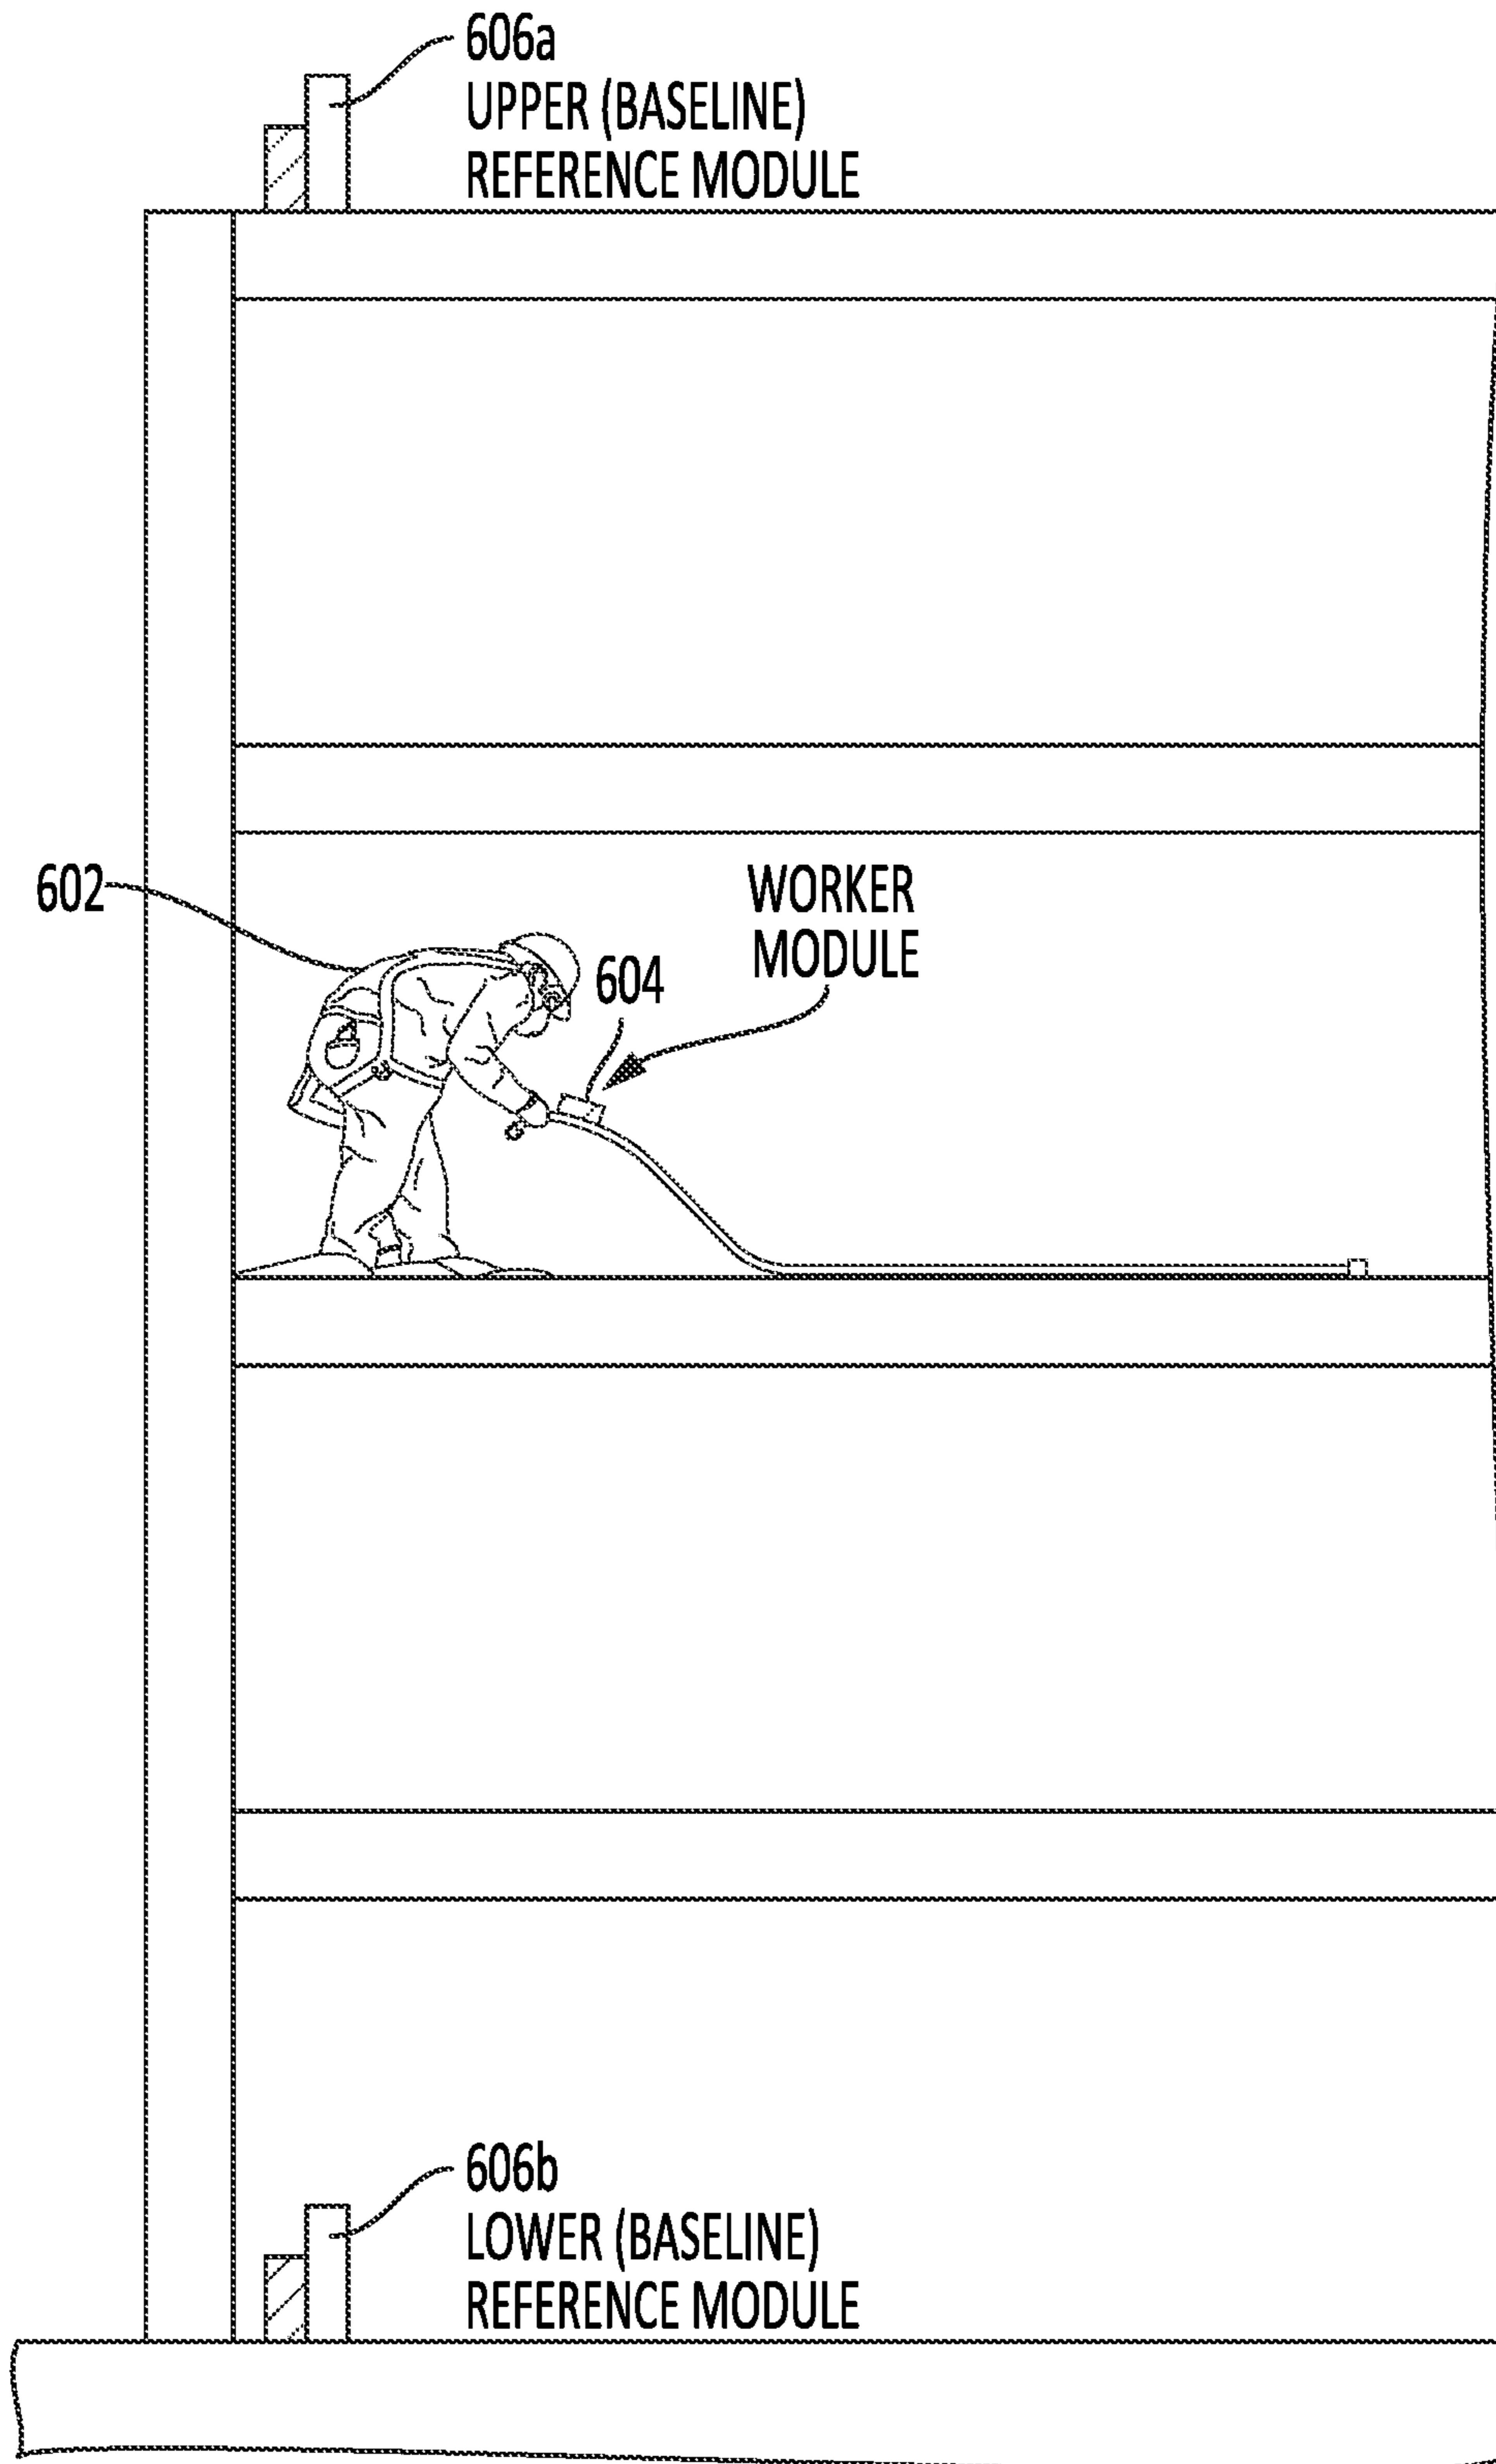 606a
UPPER (BASELINE)
REFERENCE MODULE
602
WORKER
MODULE
604
606b
LOWER (BASELINE)
REFERENCE MODULE